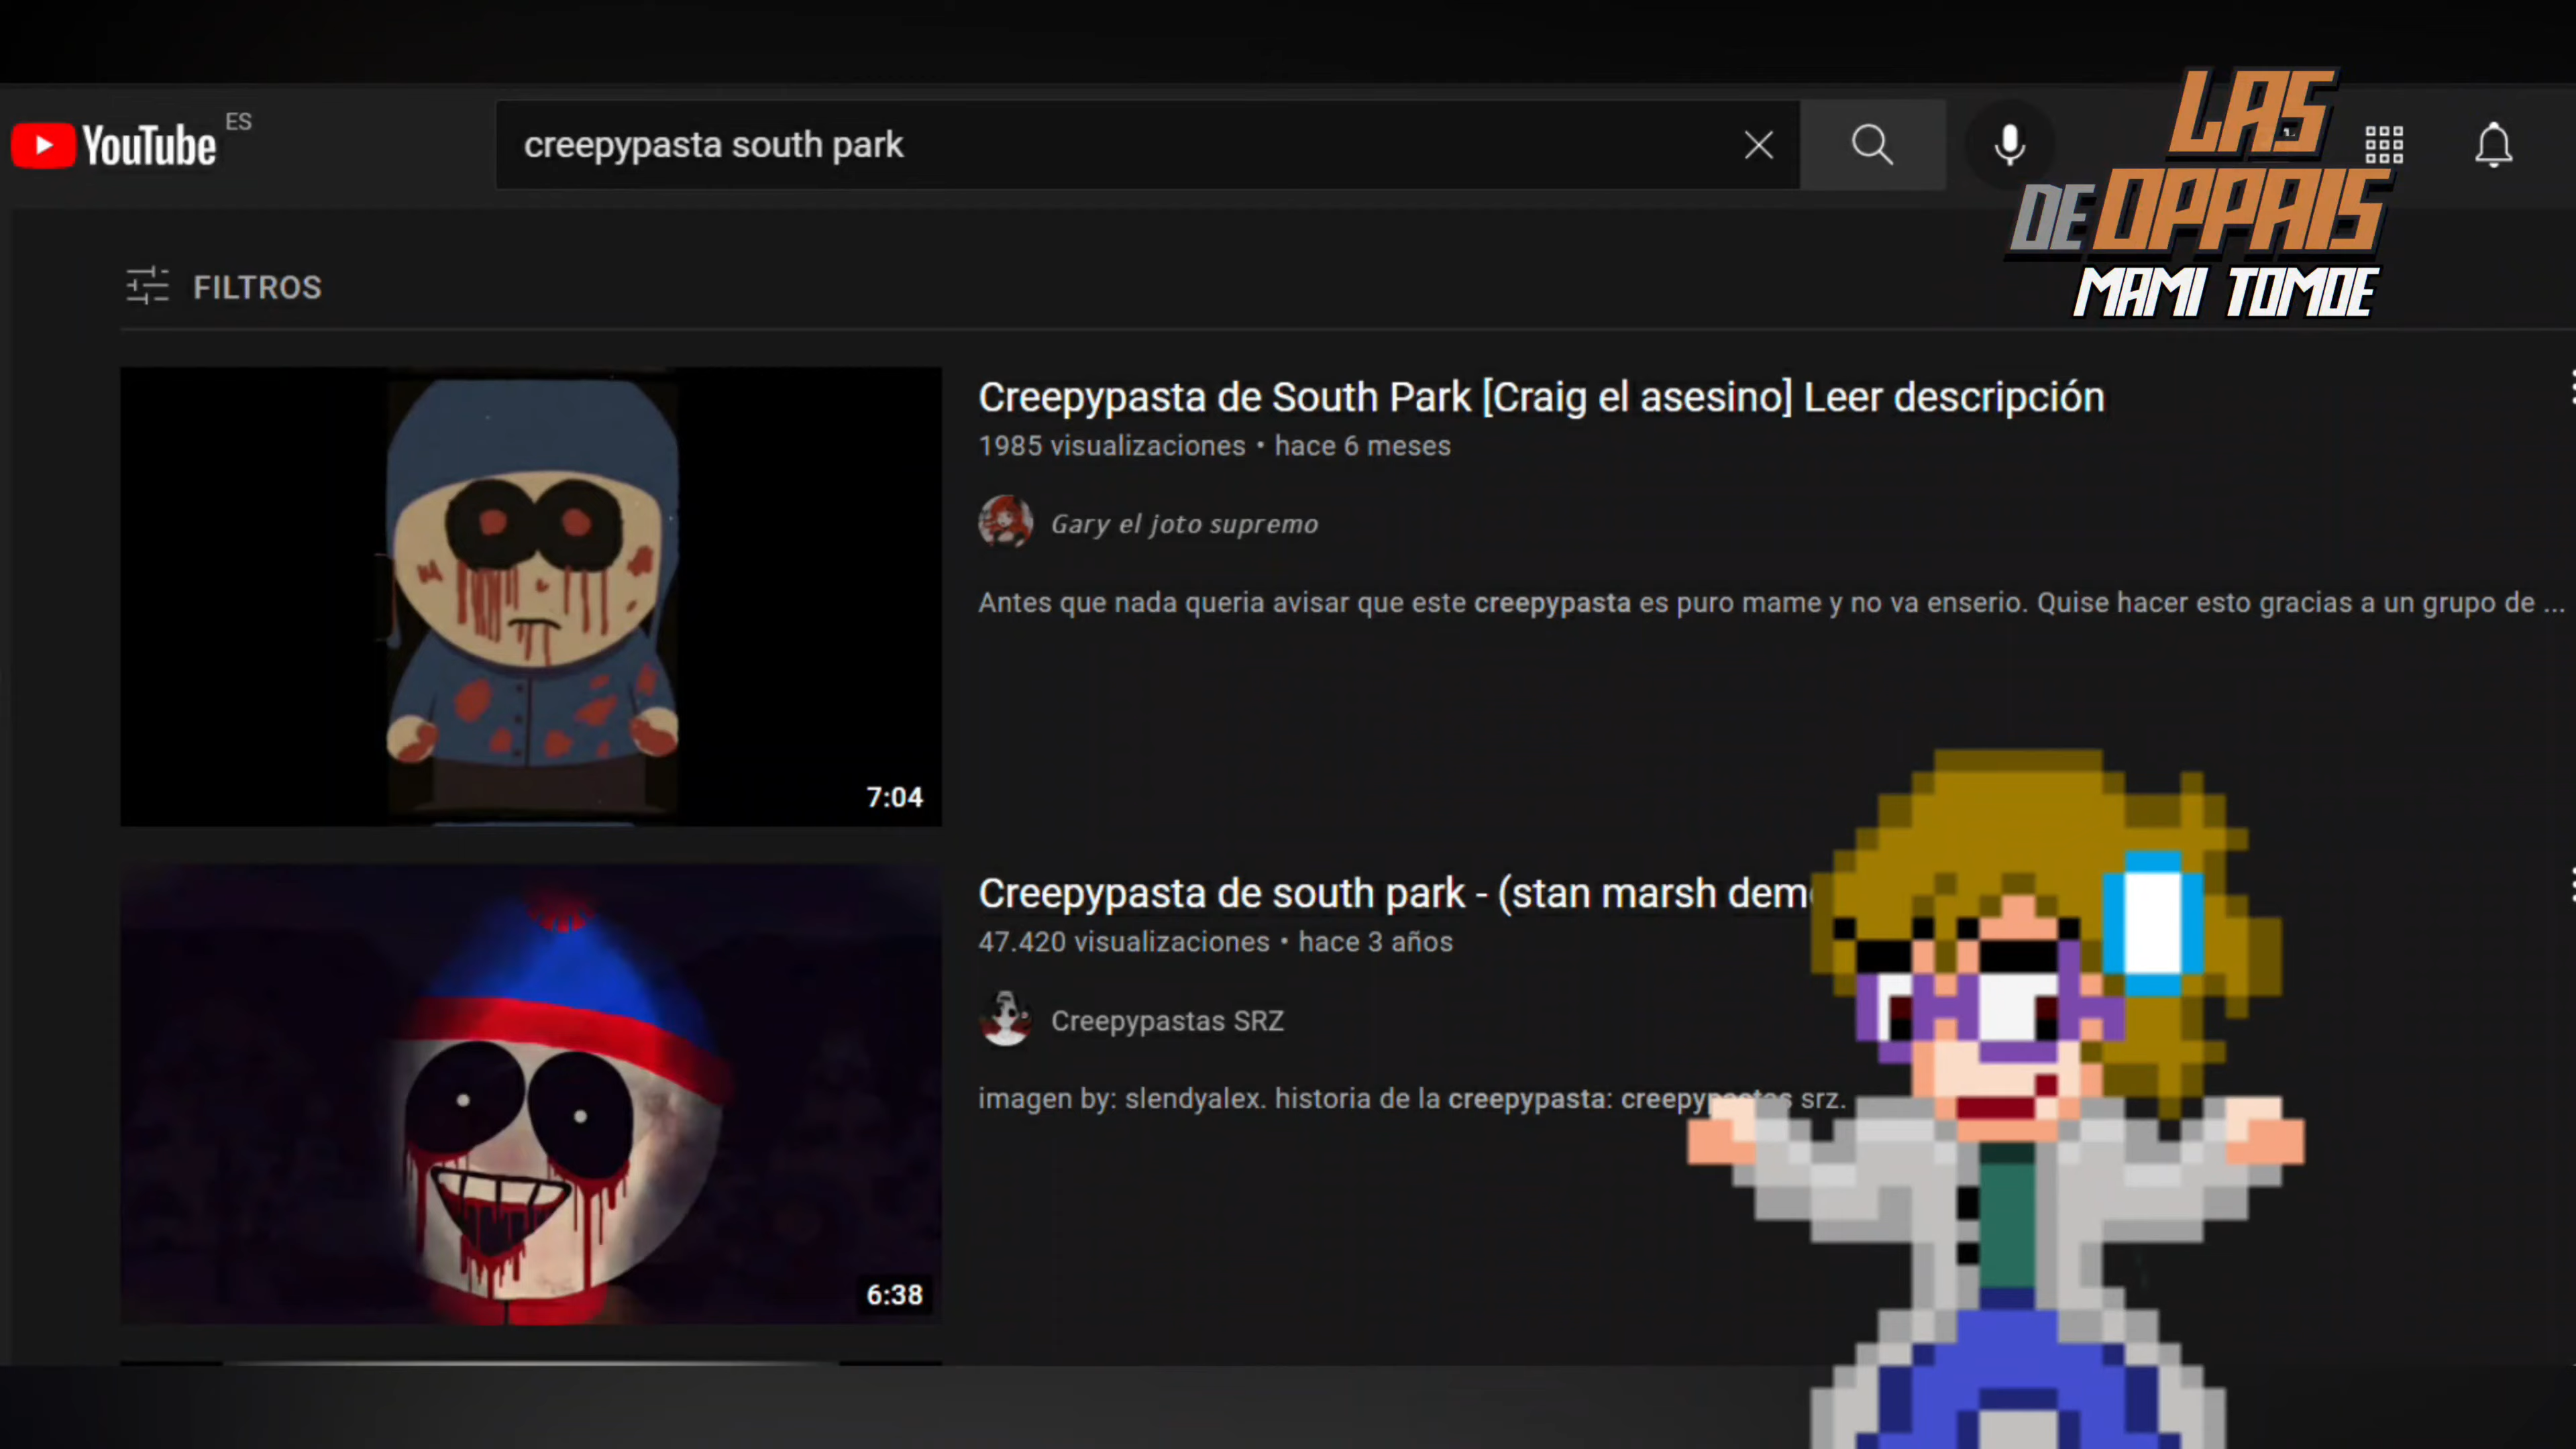 YouTube ES
creepypasta south park
LAS
DE OPPAIS
MAMI TOMOE
FILTROS
Creepypasta de South Park [Craig el asesino] Leer descripción
1985 visualizaciones • hace 6 meses
Gary el joto supremo
Antes que nada queria avisar que este creepypasta es puro mame y no va enserio. Quise hacer esto gracias a un grupo de ...
7:04
Creepypasta de south park - (stan marsh
47.420 visualizaciones • hace 3 años
Creepypastas SRZ
imagen by: slendyalex. historia de la creepypasta: creepypastas srz.
6:38